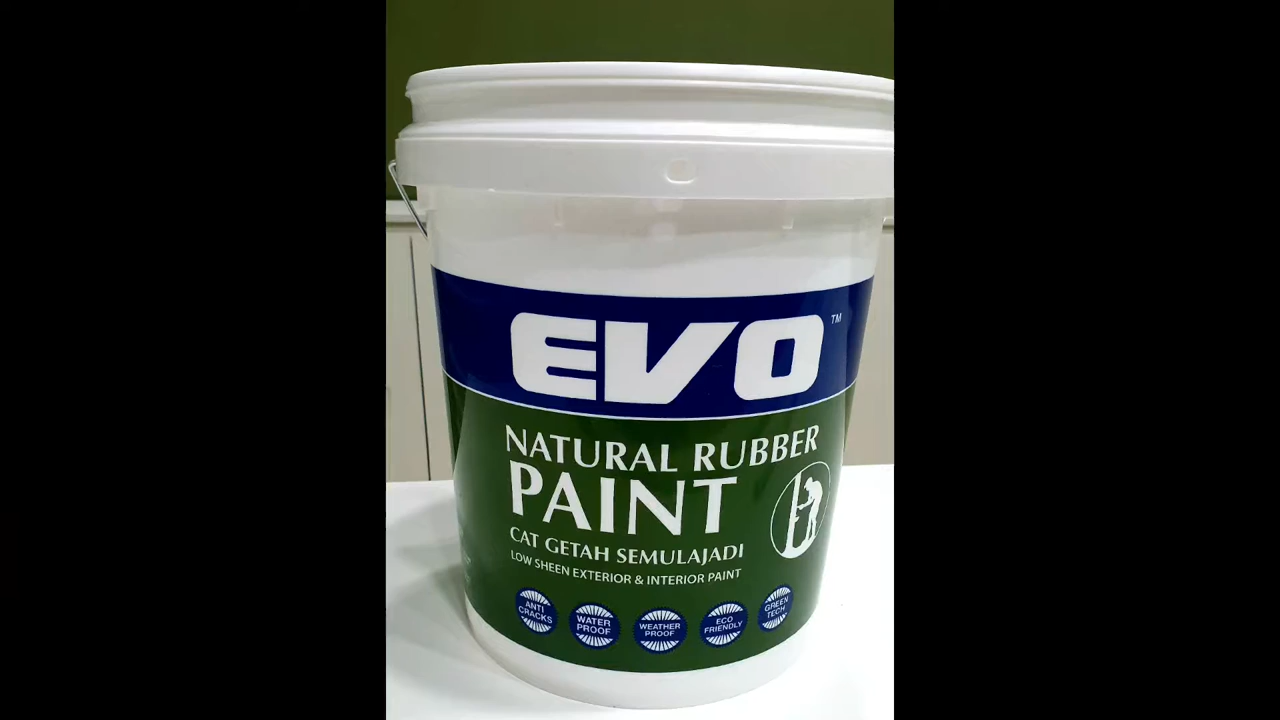 EVO™
NATURAL RUBBER
PAINT
CAT GETAH SEMULAJADI
LOW SHEEN EXTERIOR & INTERIOR PAINT
ANTI
CRACKS
WATER
PROOF
WEATHER
PROOF
ECO
FRIENDLY
GREEN
TECH